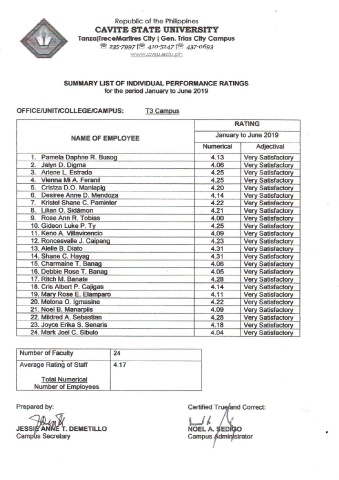 Republic of the Philippines
CAVITE STATE UNIVERSITY
Tanza|TreceMartires City | Gen. Trias City Campus
☏ 235-7997 |☏ 410-5247 |☏ 437-0693
www.cvsu.edu.ph
SUMMARY LIST OF INDIVIDUAL PERFORMANCE RATINGS
for the period January to June 2019
OFFICE/UNIT/COLLEGE/CAMPUS: T3 Campus
NAME OF EMPLOYEE
RATING
January to June 2019
Numerical Adjectival
1. Pamela Daphne R. Busog 4.13 Very Satisfactory
2. Jelyn D. Digma 4.06 Very Satisfactory
3. Arlene L. Estrada 4.25 Very Satisfactory
4. Vienna Mi A. Feranil 4.25 Very Satisfactory
5. Cristza D.O. Manlapig 4.20 Very Satisfactory
6. Desiree Anne D. Mendoza 4.14 Very Satisfactory
7. Kristel Shane C. Paminter 4.22 Very Satisfactory
8. Lilian O. Sidamon 4.21 Very Satisfactory
9. Rose Ann R. Tobias 4.00 Very Satisfactory
10. Gideon Luke P. Ty 4.25 Very Satisfactory
11. Keno A. Villavicencio 4.09 Very Satisfactory
12. Roncesvalle J. Caipang 4.23 Very Satisfactory
13. Aielle B. Diato 4.31 Very Satisfactory
14. Shane C. Hayag 4.31 Very Satisfactory
15. Charmaine T. Banag 4.06 Very Satisfactory
16. Debbie Rose T. Banag 4.05 Very Satisfactory
17. Ritch M. Banate 4.28 Very Satisfactory
18. Cris Albert P. Cajigas 4.14 Very Satisfactory
19. Mary Rose E. Elamparo 4.11 Very Satisfactory
20. Melona O. Igmasine 4.22 Very Satisfactory
21. Noel B. Manarpiis 4.09 Very Satisfactory
22. Mildred A. Sebastian 4.28 Very Satisfactory
23. Joyce Erika S. Senaris 4.18 Very Satisfactory
24. Mark Joel C. Sibulo 4.04 Very Satisfactory
Number of Faculty 24
Average Rating of Staff 4.17
Total Numerical
Number of Employees
Prepared by: Certified True and Correct:
JESSIE ANNE T. DEMETILLO NOEL A. SEDIGO
Campus Secretary Campus Administrator